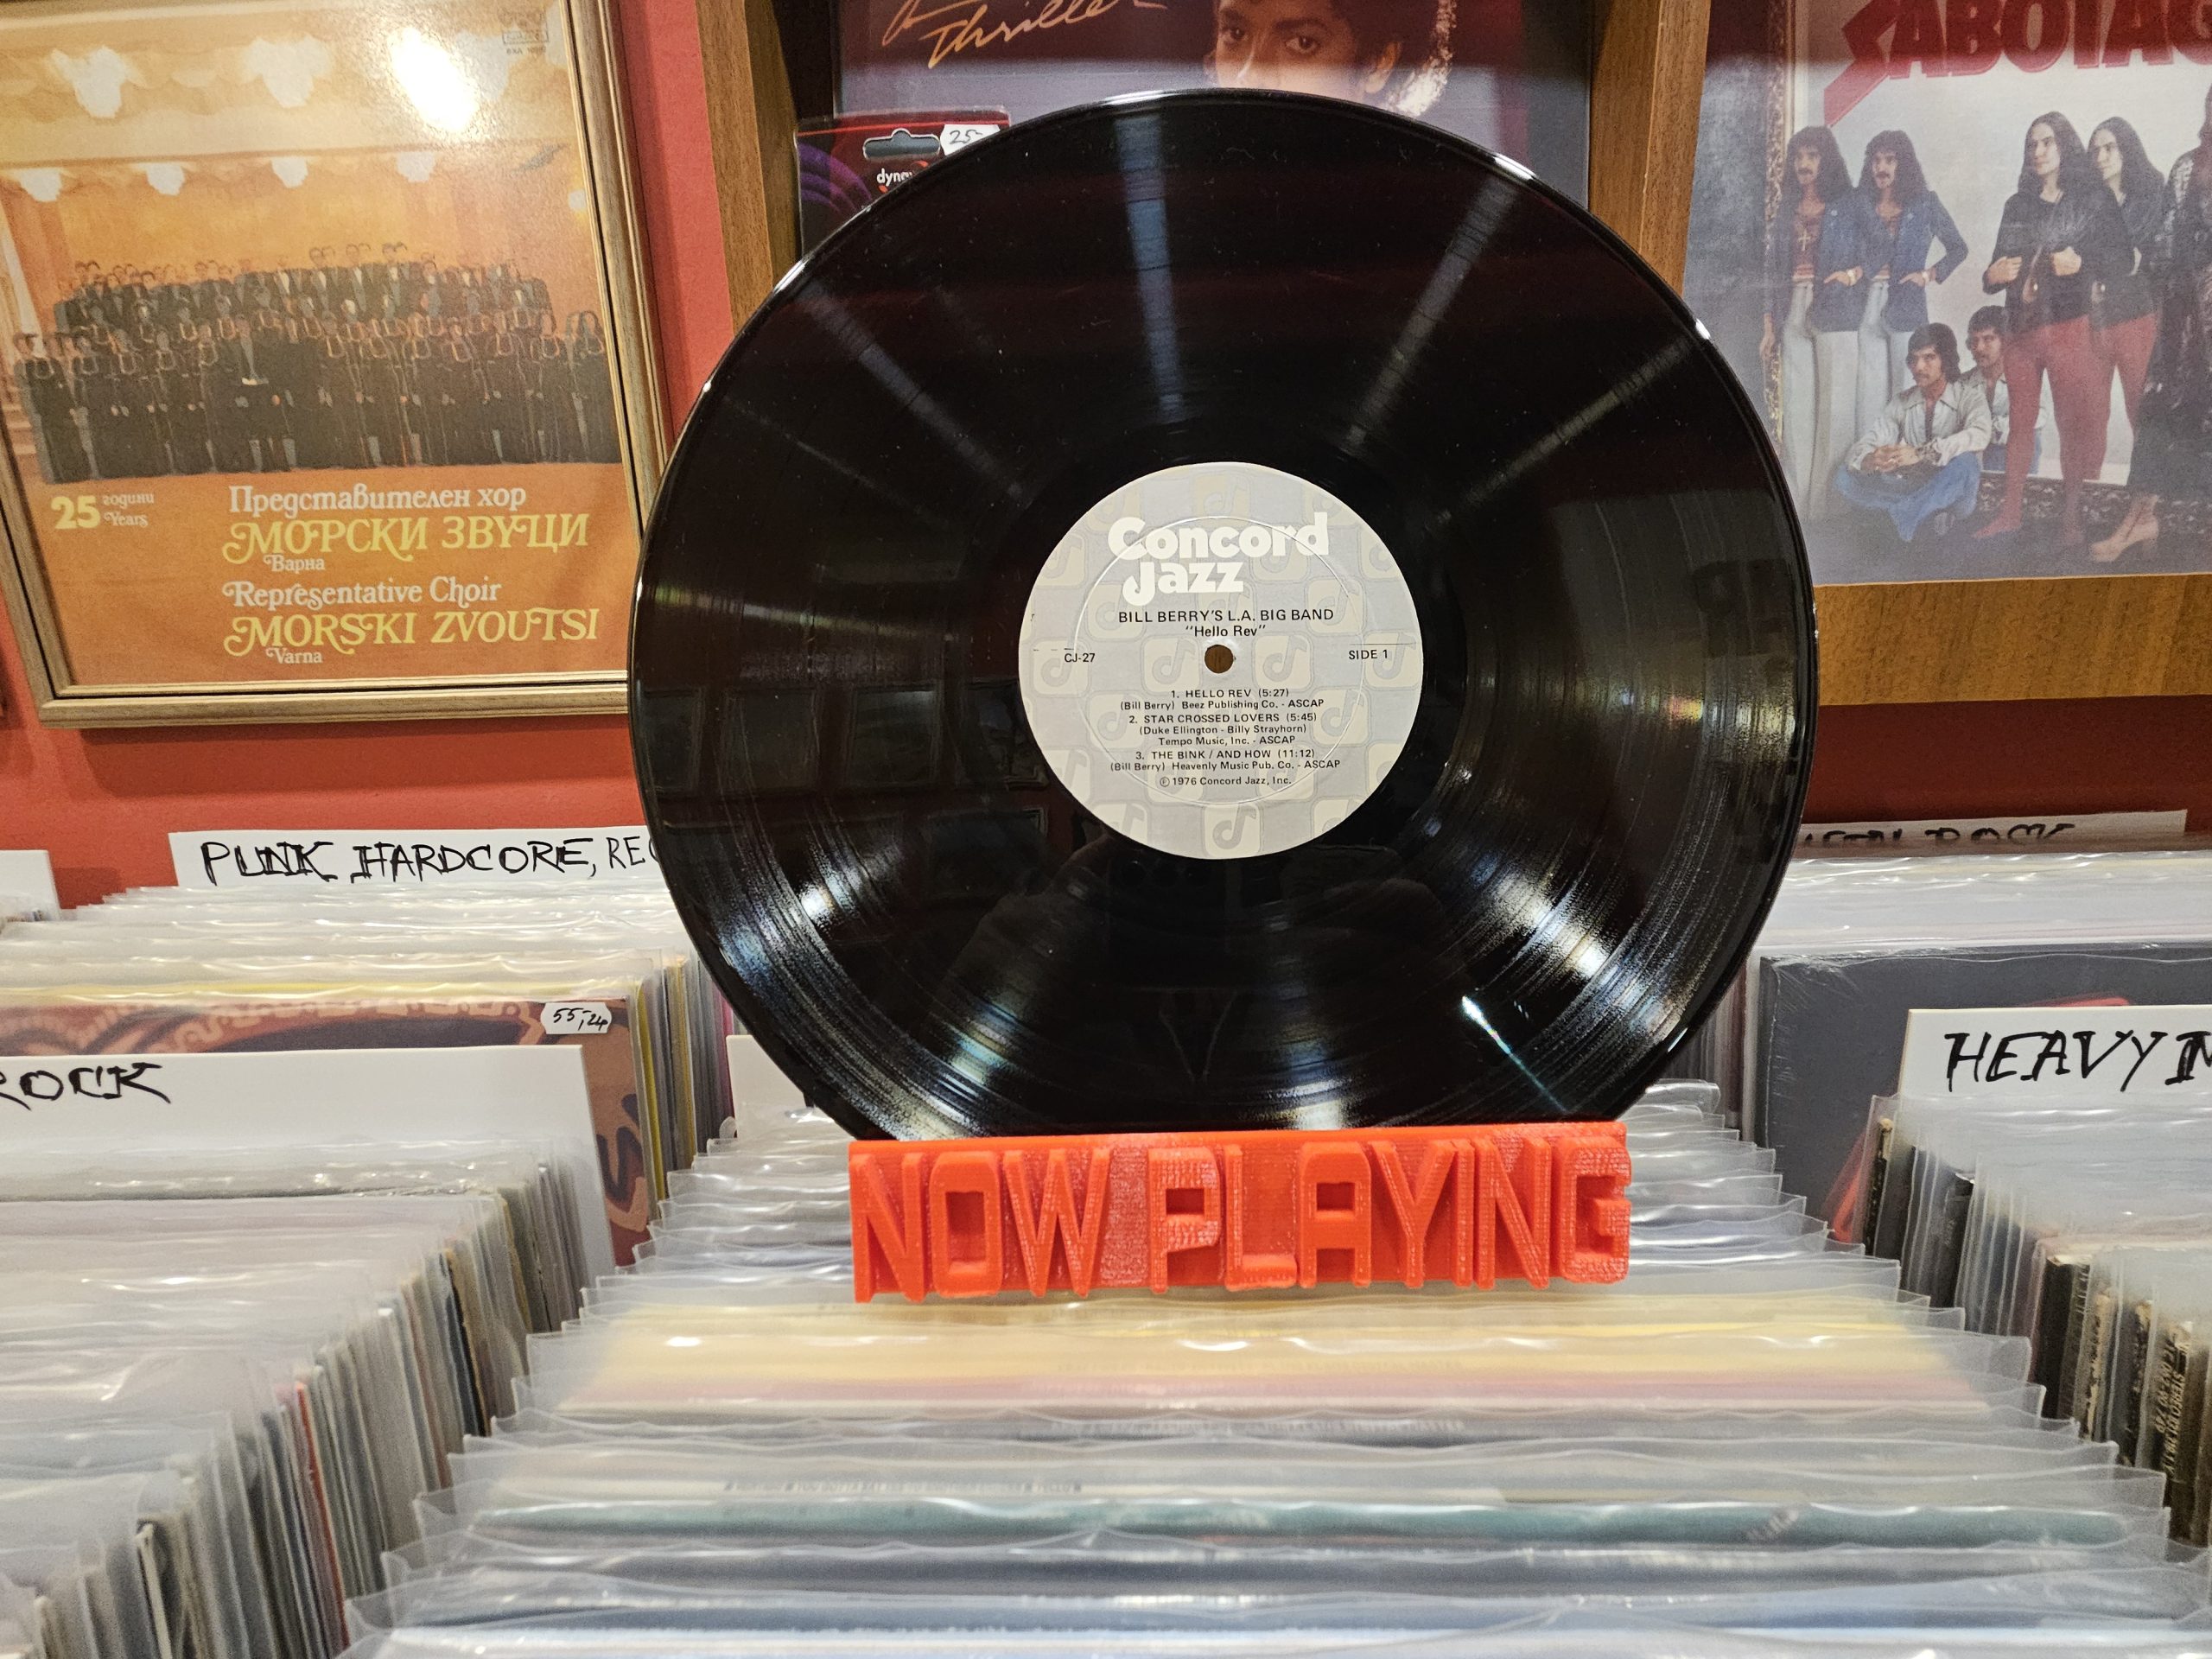 Thriller
SABOTAG
25
dyna
25 години
Years
Представителен хор
МОРСКИ ЗВУЦИ
Варна
Representative Choir
MORSKI ZVOUTSI
Varna
Concord
Jazz
BILL BERRY'S L.A. BIG BAND
"Hello Rev"
CJ-27
SIDE 1
1. HELLO REV (5:27)
(Bill Berry) Beez Publishing Co. - ASCAP
2. STAR CROSSED LOVERS (5:45)
(Duke Ellington - Billy Strayhorn)
Tempo Music, Inc. - ASCAP
3. THE BINK / AND HOW (11:12)
(Bill Berry) Heavenly Music Pub. Co. - ASCAP
℗ 1976 Concord Jazz, Inc.
PUNK, HARDCORE, RE
55,24
ROCK
HEAVY M
NOW PLAYING